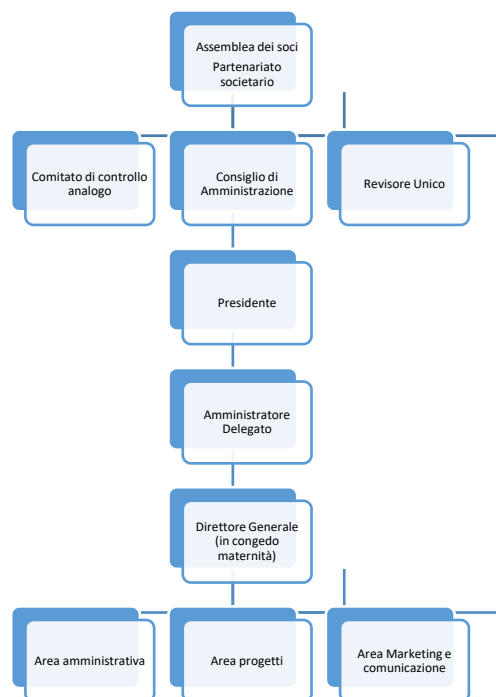 Assemblea dei soci
Partenariato
societario
Comitato di controllo
analogo
Consiglio di
Amministrazione
Revisore Unico
Presidente
Amministratore
Delegato
Direttore Generale
(in congedo
maternità)
Area amministrativa
Area progetti
Area Marketing e
comunicazione